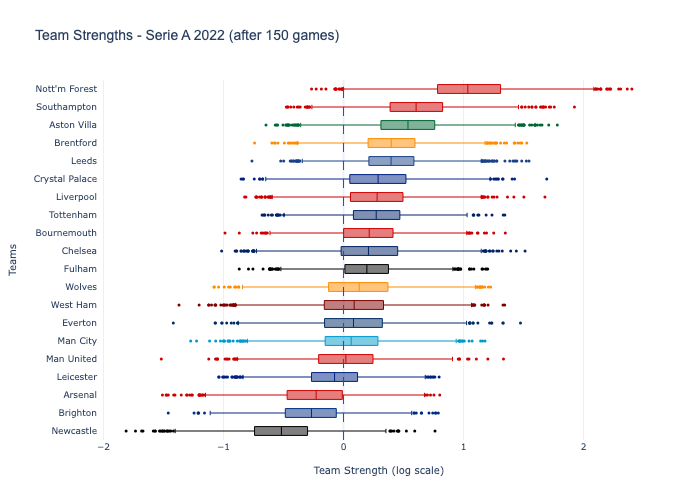 Team Strengths - Serie A 2022 (after 150 games)
Nott'm Forest
Southampton
Aston Villa
Brentford
Leeds
Crystal Palace
Liverpool
Tottenham
Bournemouth
Chelsea
Fulham
Wolves
West Ham
Everton
Man City
Man United
Leicester
Arsenal
Brighton
Newcastle
Teams
−2
−1
0
1
2
Team Strength (log scale)